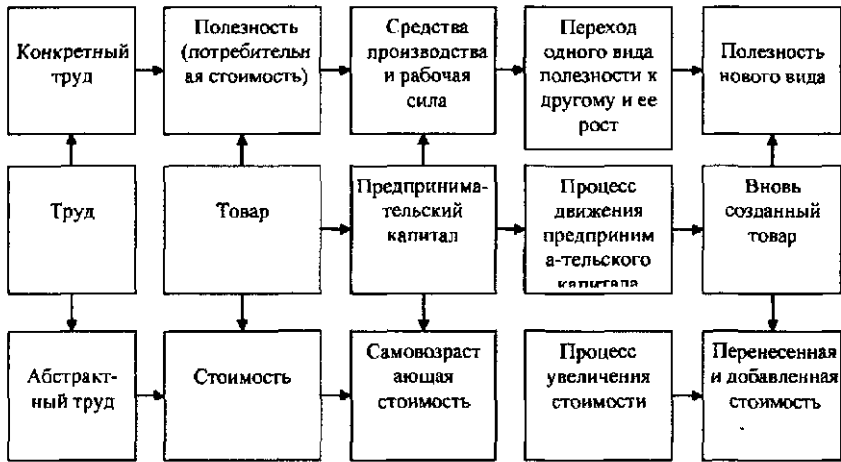 Конкретный
труд
Полезность
(потребительн
ая стоимость)
Средства
производства
и рабочая
сила
Переход
одного вида
полезности к
другому и ее
рост
Полезность
нового вида
Труд
Товар
Предпринима-
тельский
капитал
Процесс
движения
предприним
а-тельского
капитала
Вновь
созданный
товар
Абстракт-
ный труд
Стоимость
Самовозраст
ающая
стоимость
Процесс
увеличения
стоимости
Перенесенная
и добавленная
стоимость